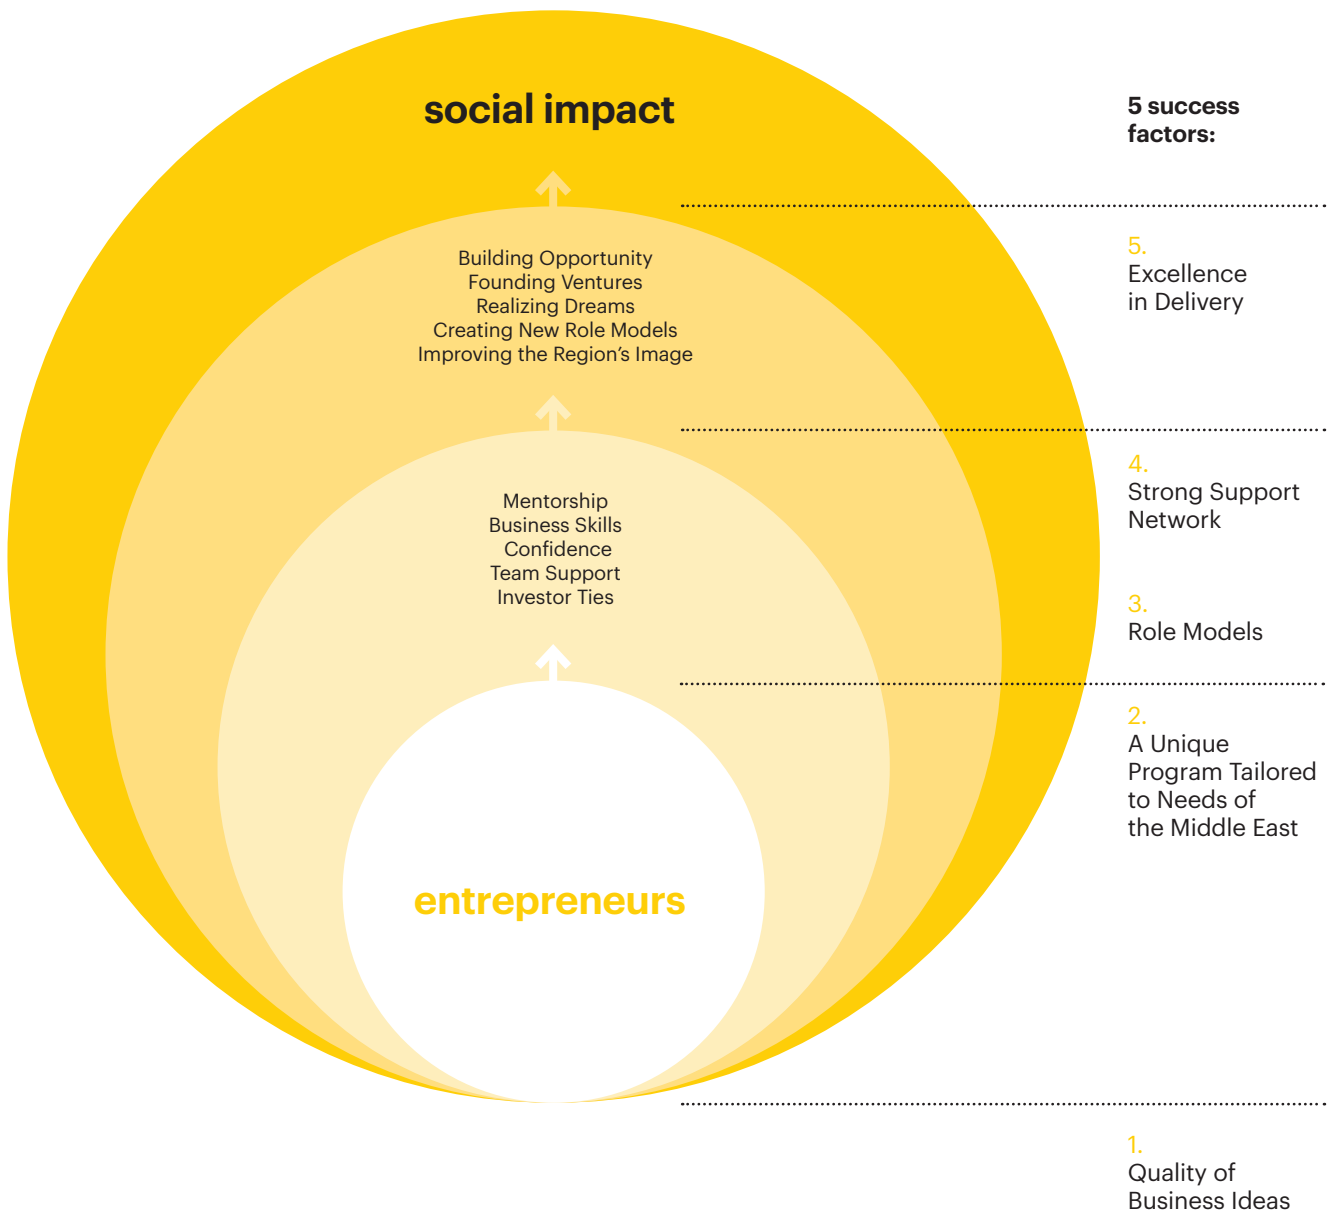 social impact
Building Opportunity
Founding Ventures
Realizing Dreams
Creating New Role Models
Improving the Region’s Image
Mentorship
Business Skills
Confidence
Team Support
Investor Ties
entrepreneurs
5 success
factors:
5.
Excellence
in Delivery
4.
Strong Support
Network
3.
Role Models
2.
A Unique
Program Tailored
to Needs of
the Middle East
1.
Quality of
Business Ideas